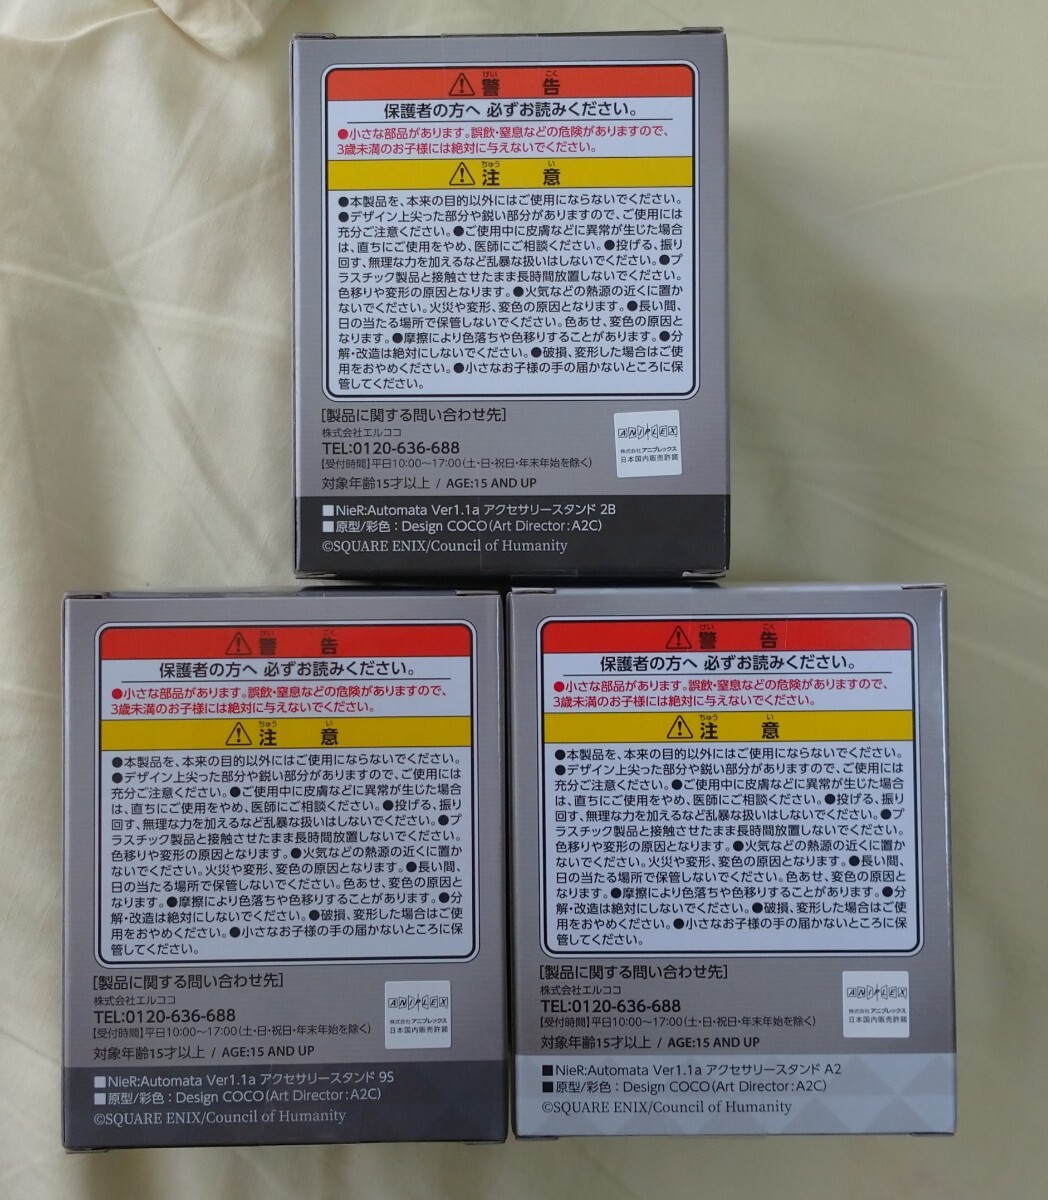 けい こく
⚠警 告
保護者の方へ 必ずお読みください。
●小さな部品があります。誤飲・窒息などの危険がありますので、
3歳未満のお子様には絶対に与えないでください。
ちゅう い
⚠注 意
●本製品を、本来の目的以外にはご使用にならないでください。
●デザイン上尖った部分や鋭い部分がありますので、ご使用には
充分ご注意ください。●ご使用中に皮膚などに異常が生じた場合
は、直ちにご使用をやめ、医師にご相談ください。●投げる、振り
回す、無理な力を加えるなど乱暴な扱いはしないでください。●プ
ラスチック製品と接触させたまま長時間放置しないでください。
色移りや変形の原因となります。●火気などの熱源の近くに置か
ないでください。火災や変形、変色の原因となります。●長い間、
日の当たる場所で保管しないでください。色あせ、変色の原因と
なります。●摩擦により色落ちや色移りすることがあります。●分
解・改造は絶対にしないでください。●破損、変形した場合はご使
用をおやめください。●小さなお子様の手の届かないところに保
管してください。
[製品に関する問い合わせ先]
株式会社エルココ
TEL:0120-636-688
【受付時間】平日10:00〜17:00(土・日・祝日・年末年始を除く)
対象年齢15才以上 / AGE:15 AND UP
ANIPLEX
株式会社アニプレックス
日本国内販売許諾
■NieR:Automata Ver1.1a アクセサリースタンド 2B
■原型/彩色：Design COCO(Art Director:A2C)
©SQUARE ENIX/Council of Humanity
けい こく
⚠警 告
保護者の方へ 必ずお読みください。
●小さな部品があります。誤飲・窒息などの危険がありますので、
3歳未満のお子様には絶対に与えないでください。
ちゅう い
⚠注 意
●本製品を、本来の目的以外にはご使用にならないでください。
●デザイン上尖った部分や鋭い部分がありますので、ご使用には
充分ご注意ください。●ご使用中に皮膚などに異常が生じた場合
は、直ちにご使用をやめ、医師にご相談ください。●投げる、振り
回す、無理な力を加えるなど乱暴な扱いはしないでください。●プ
ラスチック製品と接触させたまま長時間放置しないでください。
色移りや変形の原因となります。●火気などの熱源の近くに置か
ないでください。火災や変形、変色の原因となります。●長い間、
日の当たる場所で保管しないでください。色あせ、変色の原因と
なります。●摩擦により色落ちや色移りすることがあります。●分
解・改造は絶対にしないでください。●破損、変形した場合はご使
用をおやめください。●小さなお子様の手の届かないところに保
管してください。
[製品に関する問い合わせ先]
株式会社エルココ
TEL:0120-636-688
【受付時間】平日10:00〜17:00(土・日・祝日・年末年始を除く)
対象年齢15才以上 / AGE:15 AND UP
ANIPLEX
株式会社アニプレックス
日本国内販売許諾
■NieR:Automata Ver1.1a アクセサリースタンド 9S
■原型/彩色：Design COCO(Art Director:A2C)
©SQUARE ENIX/Council of Humanity
けい こく
⚠警 告
保護者の方へ 必ずお読みください。
●小さな部品があります。誤飲・窒息などの危険がありますので、
3歳未満のお子様には絶対に与えないでください。
ちゅう い
⚠注 意
●本製品を、本来の目的以外にはご使用にならないでください。
●デザイン上尖った部分や鋭い部分がありますので、ご使用には
充分ご注意ください。●ご使用中に皮膚などに異常が生じた場合
は、直ちにご使用をやめ、医師にご相談ください。●投げる、振り
回す、無理な力を加えるなど乱暴な扱いはしないでください。●プ
ラスチック製品と接触させたまま長時間放置しないでください。
色移りや変形の原因となります。●火気などの熱源の近くに置か
ないでください。火災や変形、変色の原因となります。●長い間、
日の当たる場所で保管しないでください。色あせ、変色の原因と
なります。●摩擦により色落ちや色移りすることがあります。●分
解・改造は絶対にしないでください。●破損、変形した場合はご使
用をおやめください。●小さなお子様の手の届かないところに保
管してください。
[製品に関する問い合わせ先]
株式会社エルココ
TEL:0120-636-688
【受付時間】平日10:00〜17:00(土・日・祝日・年末年始を除く)
対象年齢15才以上 / AGE:15 AND UP
ANIPLEX
株式会社アニプレックス
日本国内販売許諾
■NieR:Automata Ver1.1a アクセサリースタンド A2
■原型/彩色：Design COCO(Art Director:A2C)
©SQUARE ENIX/Council of Humanity